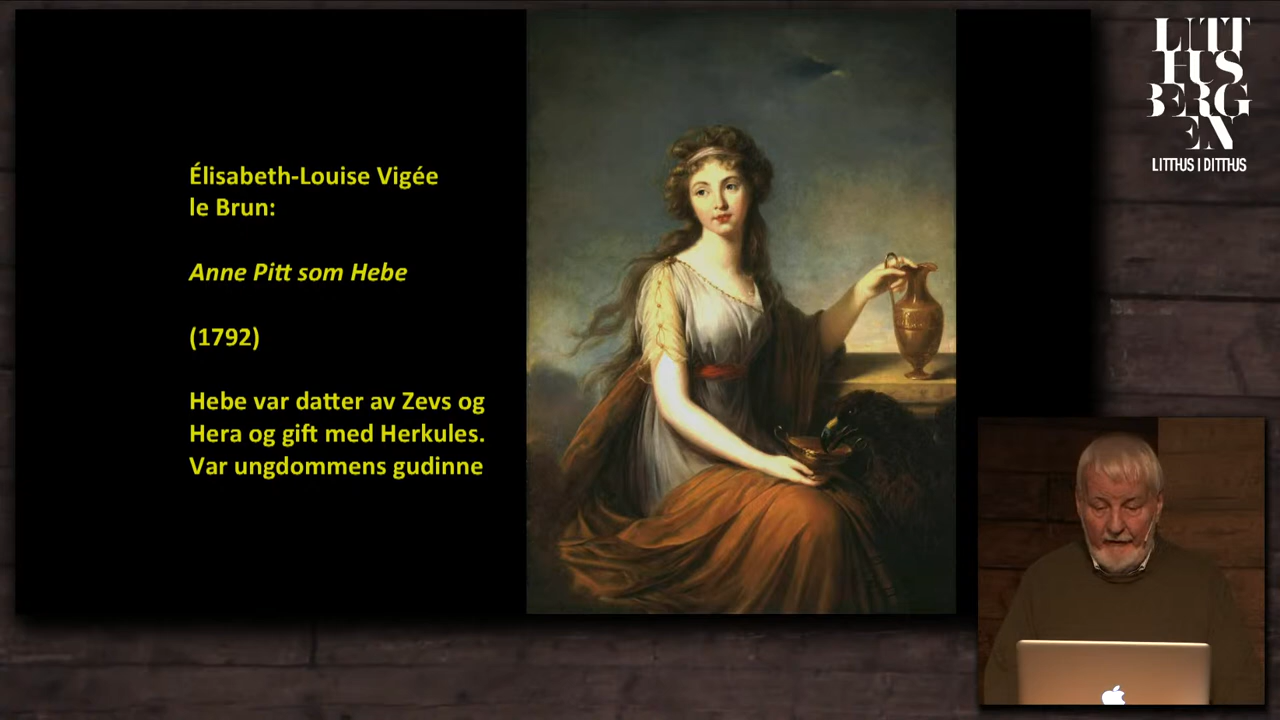 Élisabeth-Louise Vigée
le Brun:
Anne Pitt som Hebe
(1792)
Hebe var datter av Zevs og
Hera og gift med Herkules.
Var ungdommens gudinne
LITT
HUS
BERG
EN
LITTHUS I DITTHUS